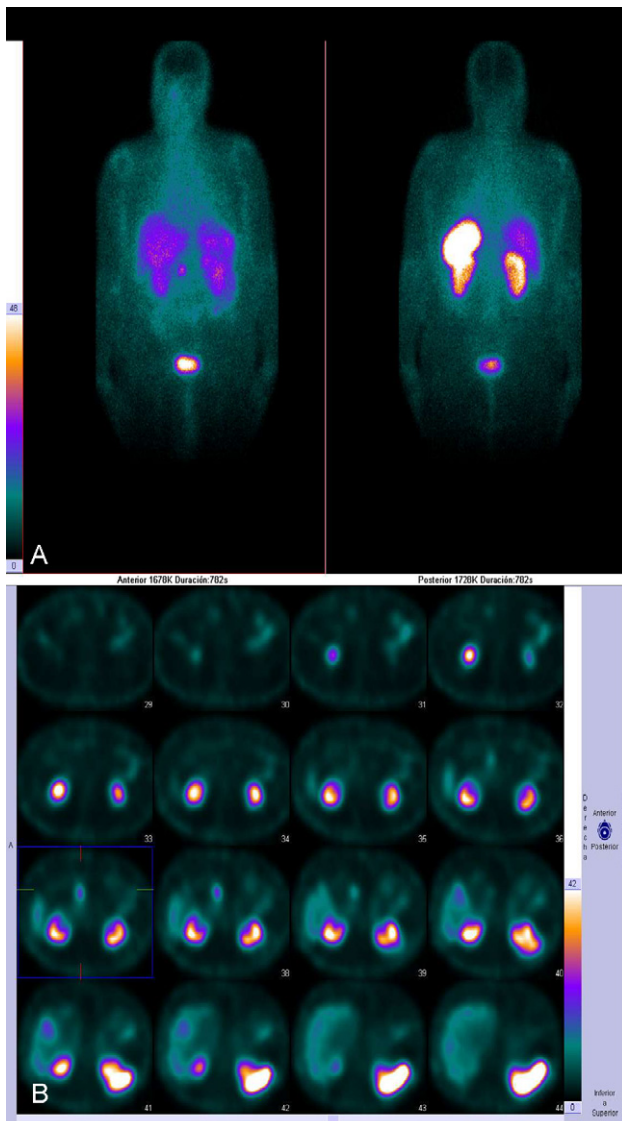 48
0
A
Anterior 1678K Duración:782s
Posterior 1728K Duración:782s
29
30
31
32
33
34
35
36
A
38
39
40
41
42
43
44
B
Derecha
Anterior
Posterior
42
0
Inferior
a
Superior